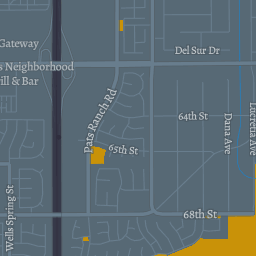 Gateway
Del Sur Dr
s Neighborhood
ill & Bar
Pats Ranch Rd
64th St
Lucreta Ave
Dana Ave
65th St
Wells Spring St
68th St